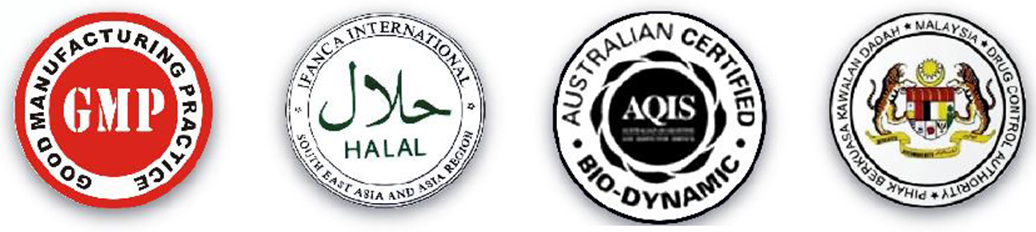 GOOD MANUFACTURING PRACTICE
GMP
IFANCA INTERNATIONAL
حلال
HALAL
SOUTH EAST ASIA AND ASIA REGION
AUSTRALIAN CERTIFIED
AQIS
BIO-DYNAMIC
MALAYSIA ★ DRUG CONTROL AUTHORITY ★ PIHAK BERKUASA KAWALAN DADAH ★